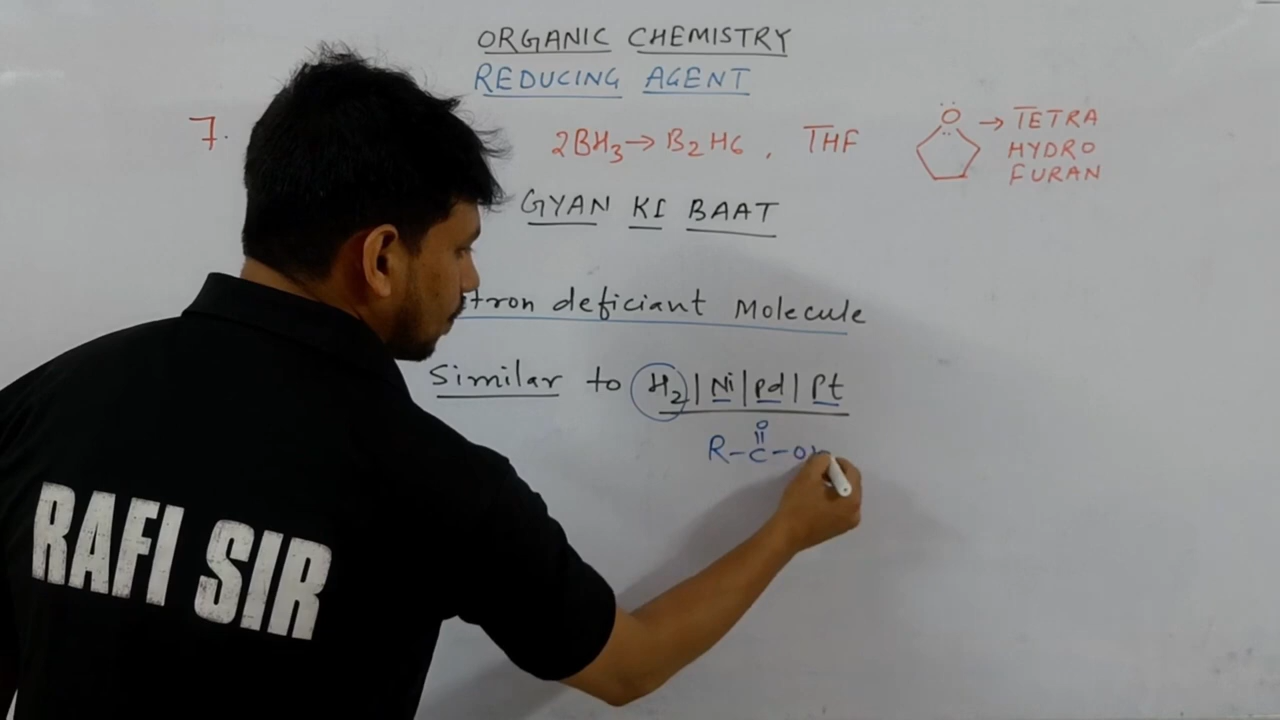 ORGANIC CHEMISTRY
REDUCING AGENT
7.
2BH3→B2H6, THF
O → TETRA
HYDRO
FURAN
GYAN KI BAAT
tron deficiant Molecule
Similar to H2|Ni|Pd|Pt
O
R-C-O
RAFI SIR